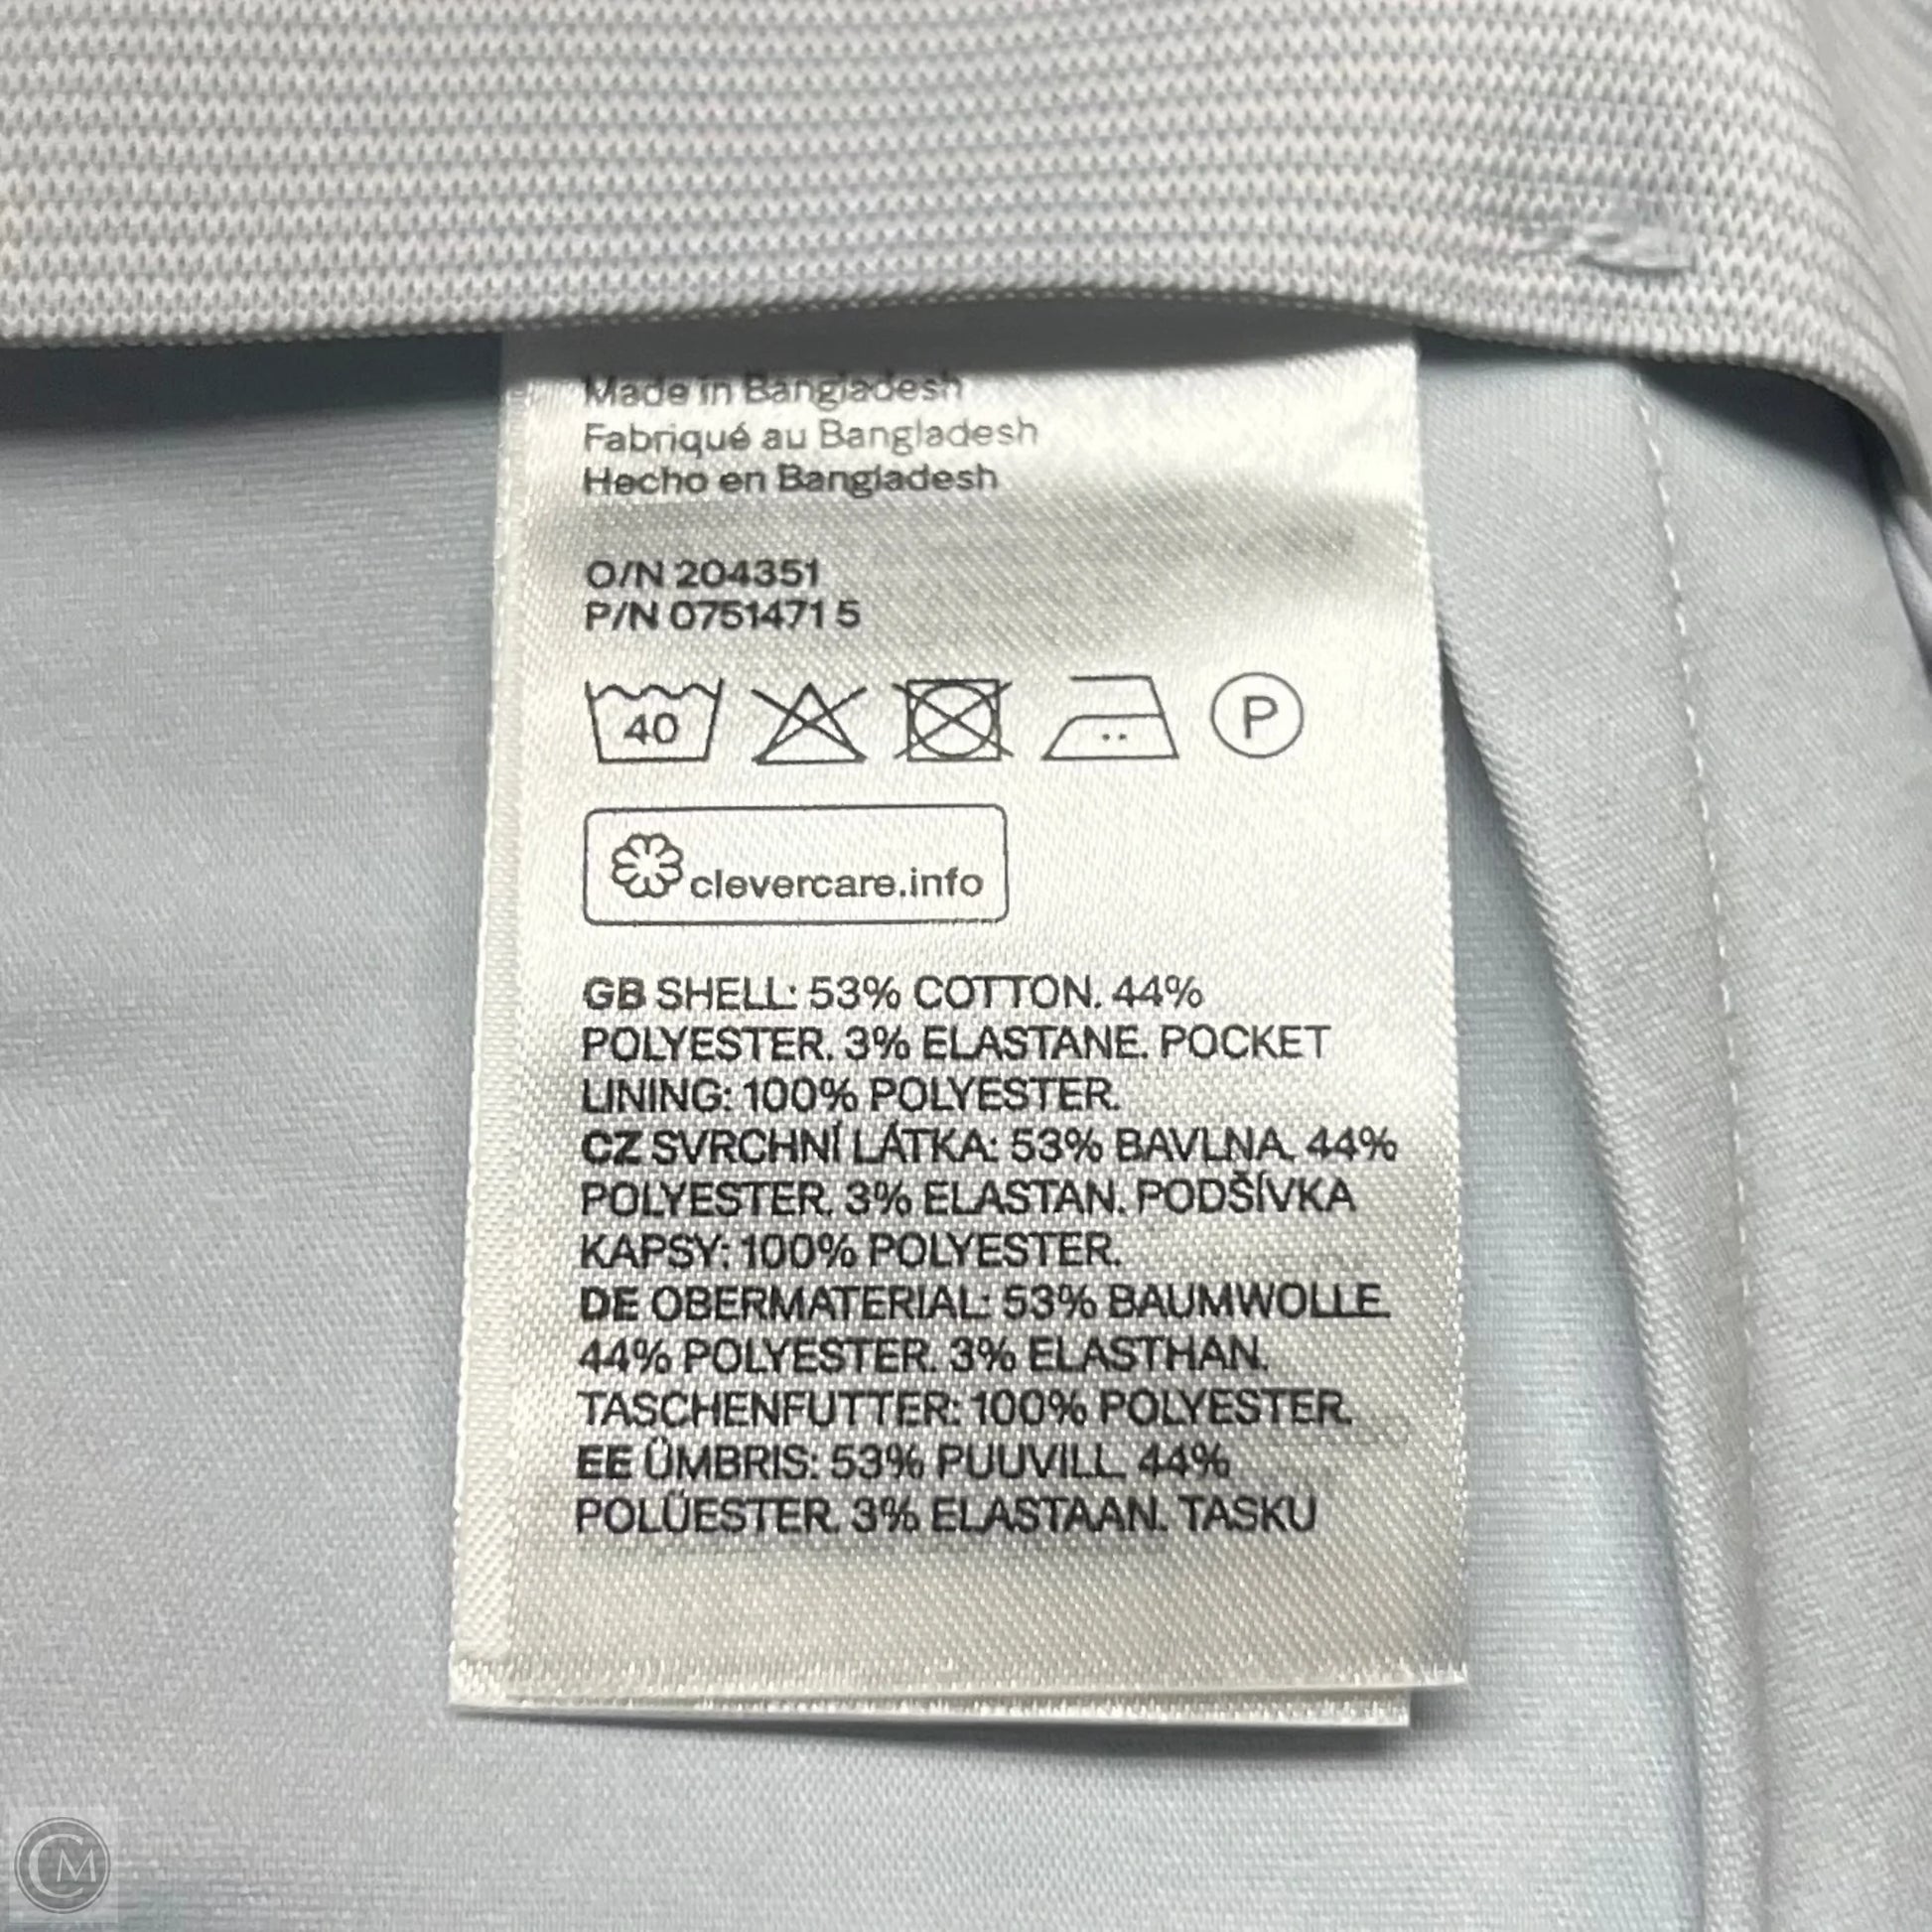 Made in Bangladesh
Fabriqué au Bangladesh
Hecho en Bangladesh
O/N 204351
P/N 0751471 5
40
P
clevercare.info
GB SHELL: 53% COTTON. 44%
POLYESTER. 3% ELASTANE. POCKET
LINING: 100% POLYESTER.
CZ SVRCHNÍ LÁTKA: 53% BAVLNA. 44%
POLYESTER. 3% ELASTAN. PODŠÍVKA
KAPSY: 100% POLYESTER.
DE OBERMATERIAL: 53% BAUMWOLLE.
44% POLYESTER. 3% ELASTHAN.
TASCHENFUTTER: 100% POLYESTER.
EE ÜMBRIS: 53% PUUVILL. 44%
POLÜESTER. 3% ELASTAAN. TASKU
CM